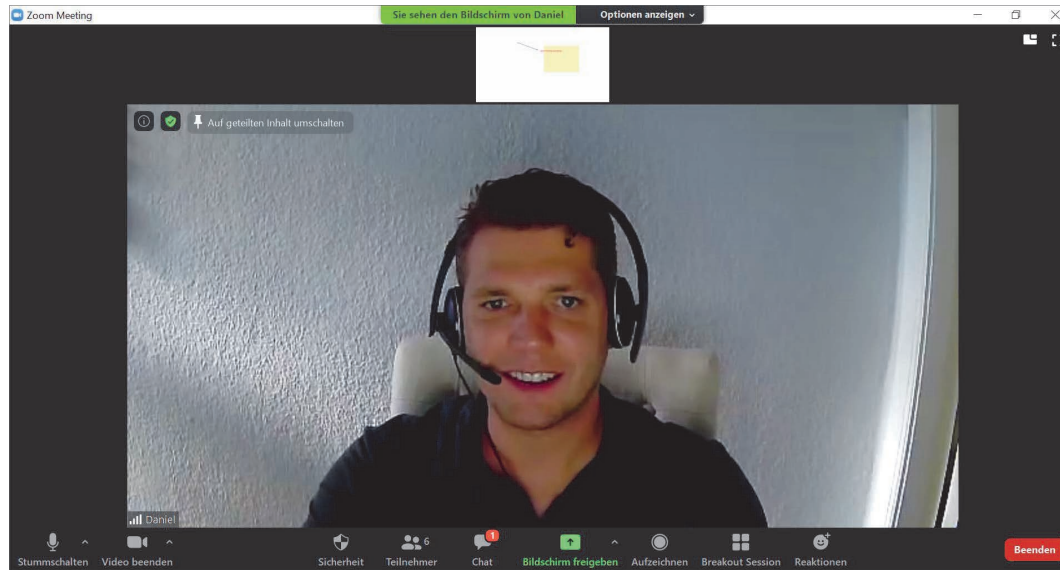 Zoom Meeting
Sie sehen den Bildschirm von Daniel
Optionen anzeigen
Auf geteilten Inhalt umschalten
Daniel
6
1
Stummschalten Video beenden Sicherheit Teilnehmer Chat Bildschirm freigeben Aufzeichnen Breakout Session Reaktionen Beenden